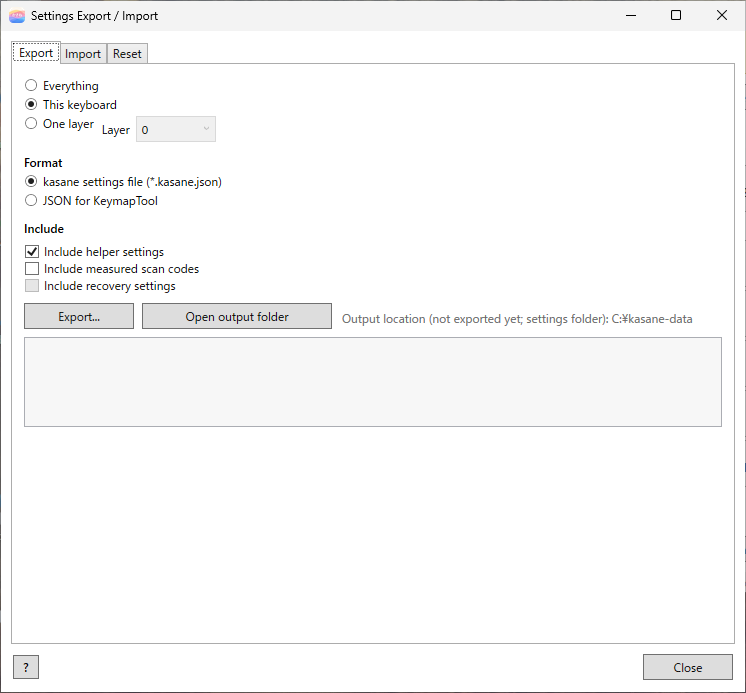 Settings Export / Import
Export Import Reset
Everything
This keyboard
One layer Layer 0
Format
kasane settings file (*.kasane.json)
JSON for KeymapTool
Include
Include helper settings
Include measured scan codes
Include recovery settings
Export... Open output folder Output location (not exported yet; settings folder): C:¥kasane-data
? Close